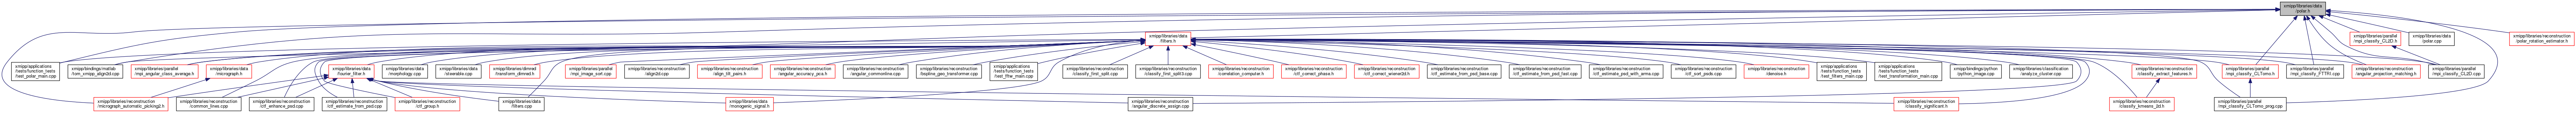 xmipp/libraries/data
/polar.h
xmipp/libraries/data
/filters.h
xmipp/libraries/parallel
/mpi_classify_CL2D.h
xmipp/libraries/data
/polar.cpp
xmipp/libraries/reconstruction
/polar_rotation_estimator.h
xmipp/applications
/tests/function_tests
/test_polar_main.cpp
xmipp/bindings/matlab
/tom_xmipp_align2d.cpp
xmipp/libraries/parallel
/mpi_angular_class_average.h
xmipp/libraries/data
/micrograph.h
xmipp/libraries/data
/fourier_filter.h
xmipp/libraries/data
/morphology.cpp
xmipp/libraries/data
/steerable.cpp
xmipp/libraries/dimred
/transform_dimred.h
xmipp/libraries/parallel
/mpi_image_sort.cpp
xmipp/libraries/reconstruction
/align2d.cpp
xmipp/libraries/reconstruction
/align_tilt_pairs.h
xmipp/libraries/reconstruction
/angular_accuracy_pca.h
xmipp/libraries/reconstruction
/angular_commonline.cpp
xmipp/libraries/reconstruction
/bspline_geo_transformer.cpp
xmipp/applications
/tests/function_tests
/test_filter_main.cpp
xmipp/libraries/reconstruction
/classify_first_split.cpp
xmipp/libraries/reconstruction
/classify_first_split3.cpp
xmipp/libraries/reconstruction
/correlation_computer.h
xmipp/libraries/reconstruction
/ctf_correct_phase.h
xmipp/libraries/reconstruction
/ctf_correct_wiener2d.h
xmipp/libraries/reconstruction
/ctf_estimate_from_psd_base.cpp
xmipp/libraries/reconstruction
/ctf_estimate_from_psd_fast.cpp
xmipp/libraries/reconstruction
/ctf_estimate_psd_with_arma.cpp
xmipp/libraries/reconstruction
/ctf_sort_psds.cpp
xmipp/libraries/reconstruction
/denoise.h
xmipp/applications
/tests/function_tests
/test_filters_main.cpp
xmipp/applications
/tests/function_tests
/test_transformation_main.cpp
xmipp/bindings/python
/python_image.cpp
xmipp/libraries/classification
/analyze_cluster.cpp
xmipp/libraries/reconstruction
/classify_extract_features.h
xmipp/libraries/parallel
/mpi_classify_CLTomo.h
xmipp/libraries/parallel
/mpi_classify_FTTRI.cpp
xmipp/libraries/reconstruction
/angular_projection_matching.h
xmipp/libraries/parallel
/mpi_classify_CL2D.cpp
xmipp/libraries/reconstruction
/micrograph_automatic_picking2.h
xmipp/libraries/reconstruction
/common_lines.cpp
xmipp/libraries/reconstruction
/ctf_enhance_psd.cpp
xmipp/libraries/reconstruction
/ctf_estimate_from_psd.cpp
xmipp/libraries/reconstruction
/ctf_group.h
xmipp/libraries/data
/filters.cpp
xmipp/libraries/data
/monogenic_signal.h
xmipp/libraries/reconstruction
/angular_discrete_assign.cpp
xmipp/libraries/reconstruction
/classify_significant.h
xmipp/libraries/reconstruction
/classify_kmeans_2d.h
xmipp/libraries/parallel
/mpi_classify_CLTomo_prog.cpp